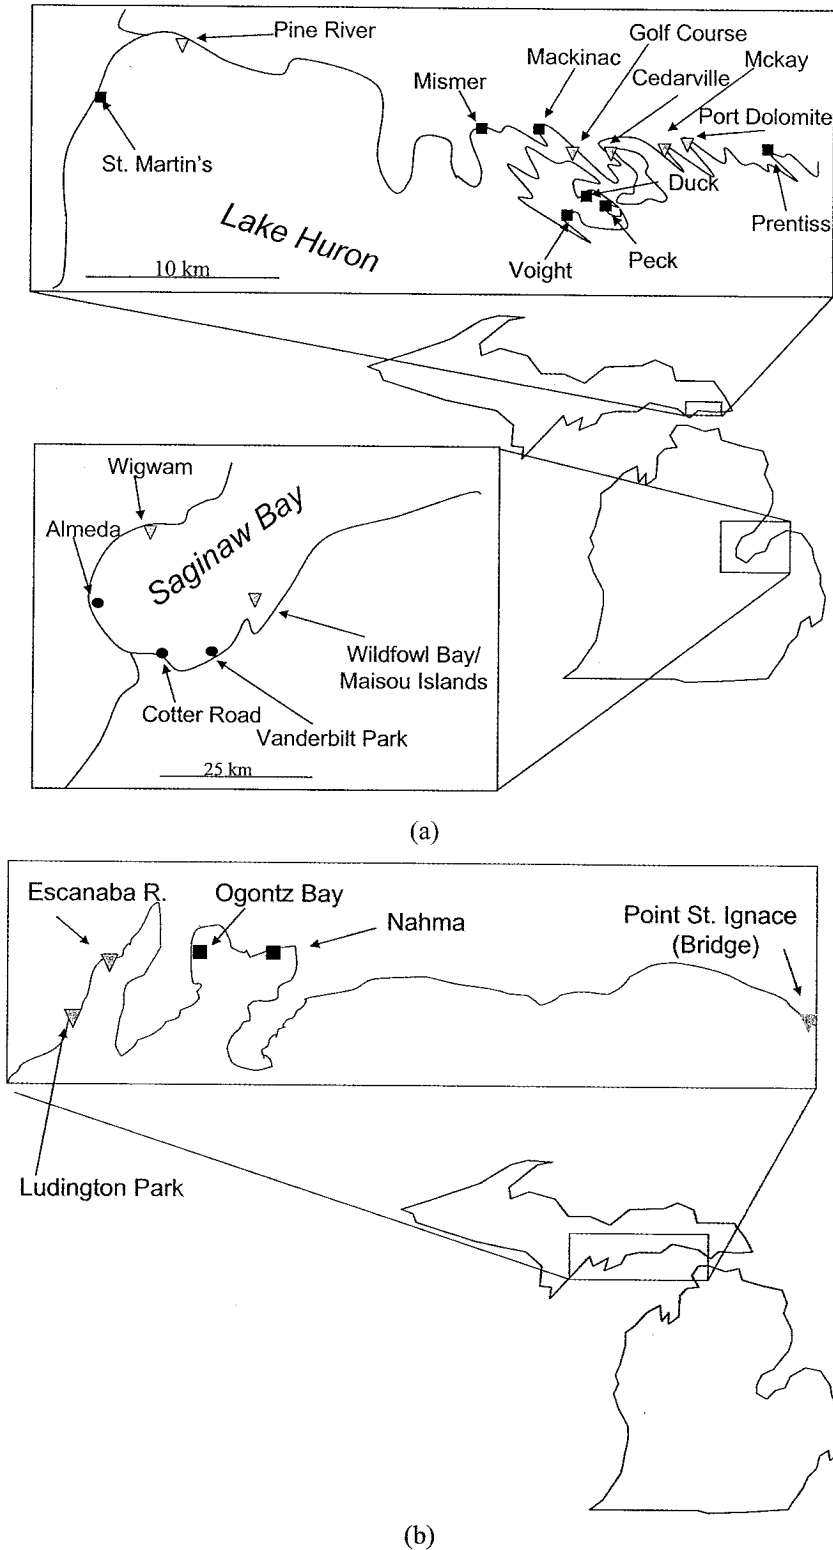 Pine River
Golf Course
Mackinac
Cedarville
Mckay
Mismer
Port Dolomite
St. Martin's
Duck
Prentiss
Lake Huron
Voight
Peck
10 km
Wigwam
Almeda
Saginaw Bay
Wildfowl Bay/
Maisou Islands
Cotter Road
Vanderbilt Park
25 km
(a)
Escanaba R.
Ogontz Bay
Nahma
Point St. Ignace
(Bridge)
Ludington Park
(b)